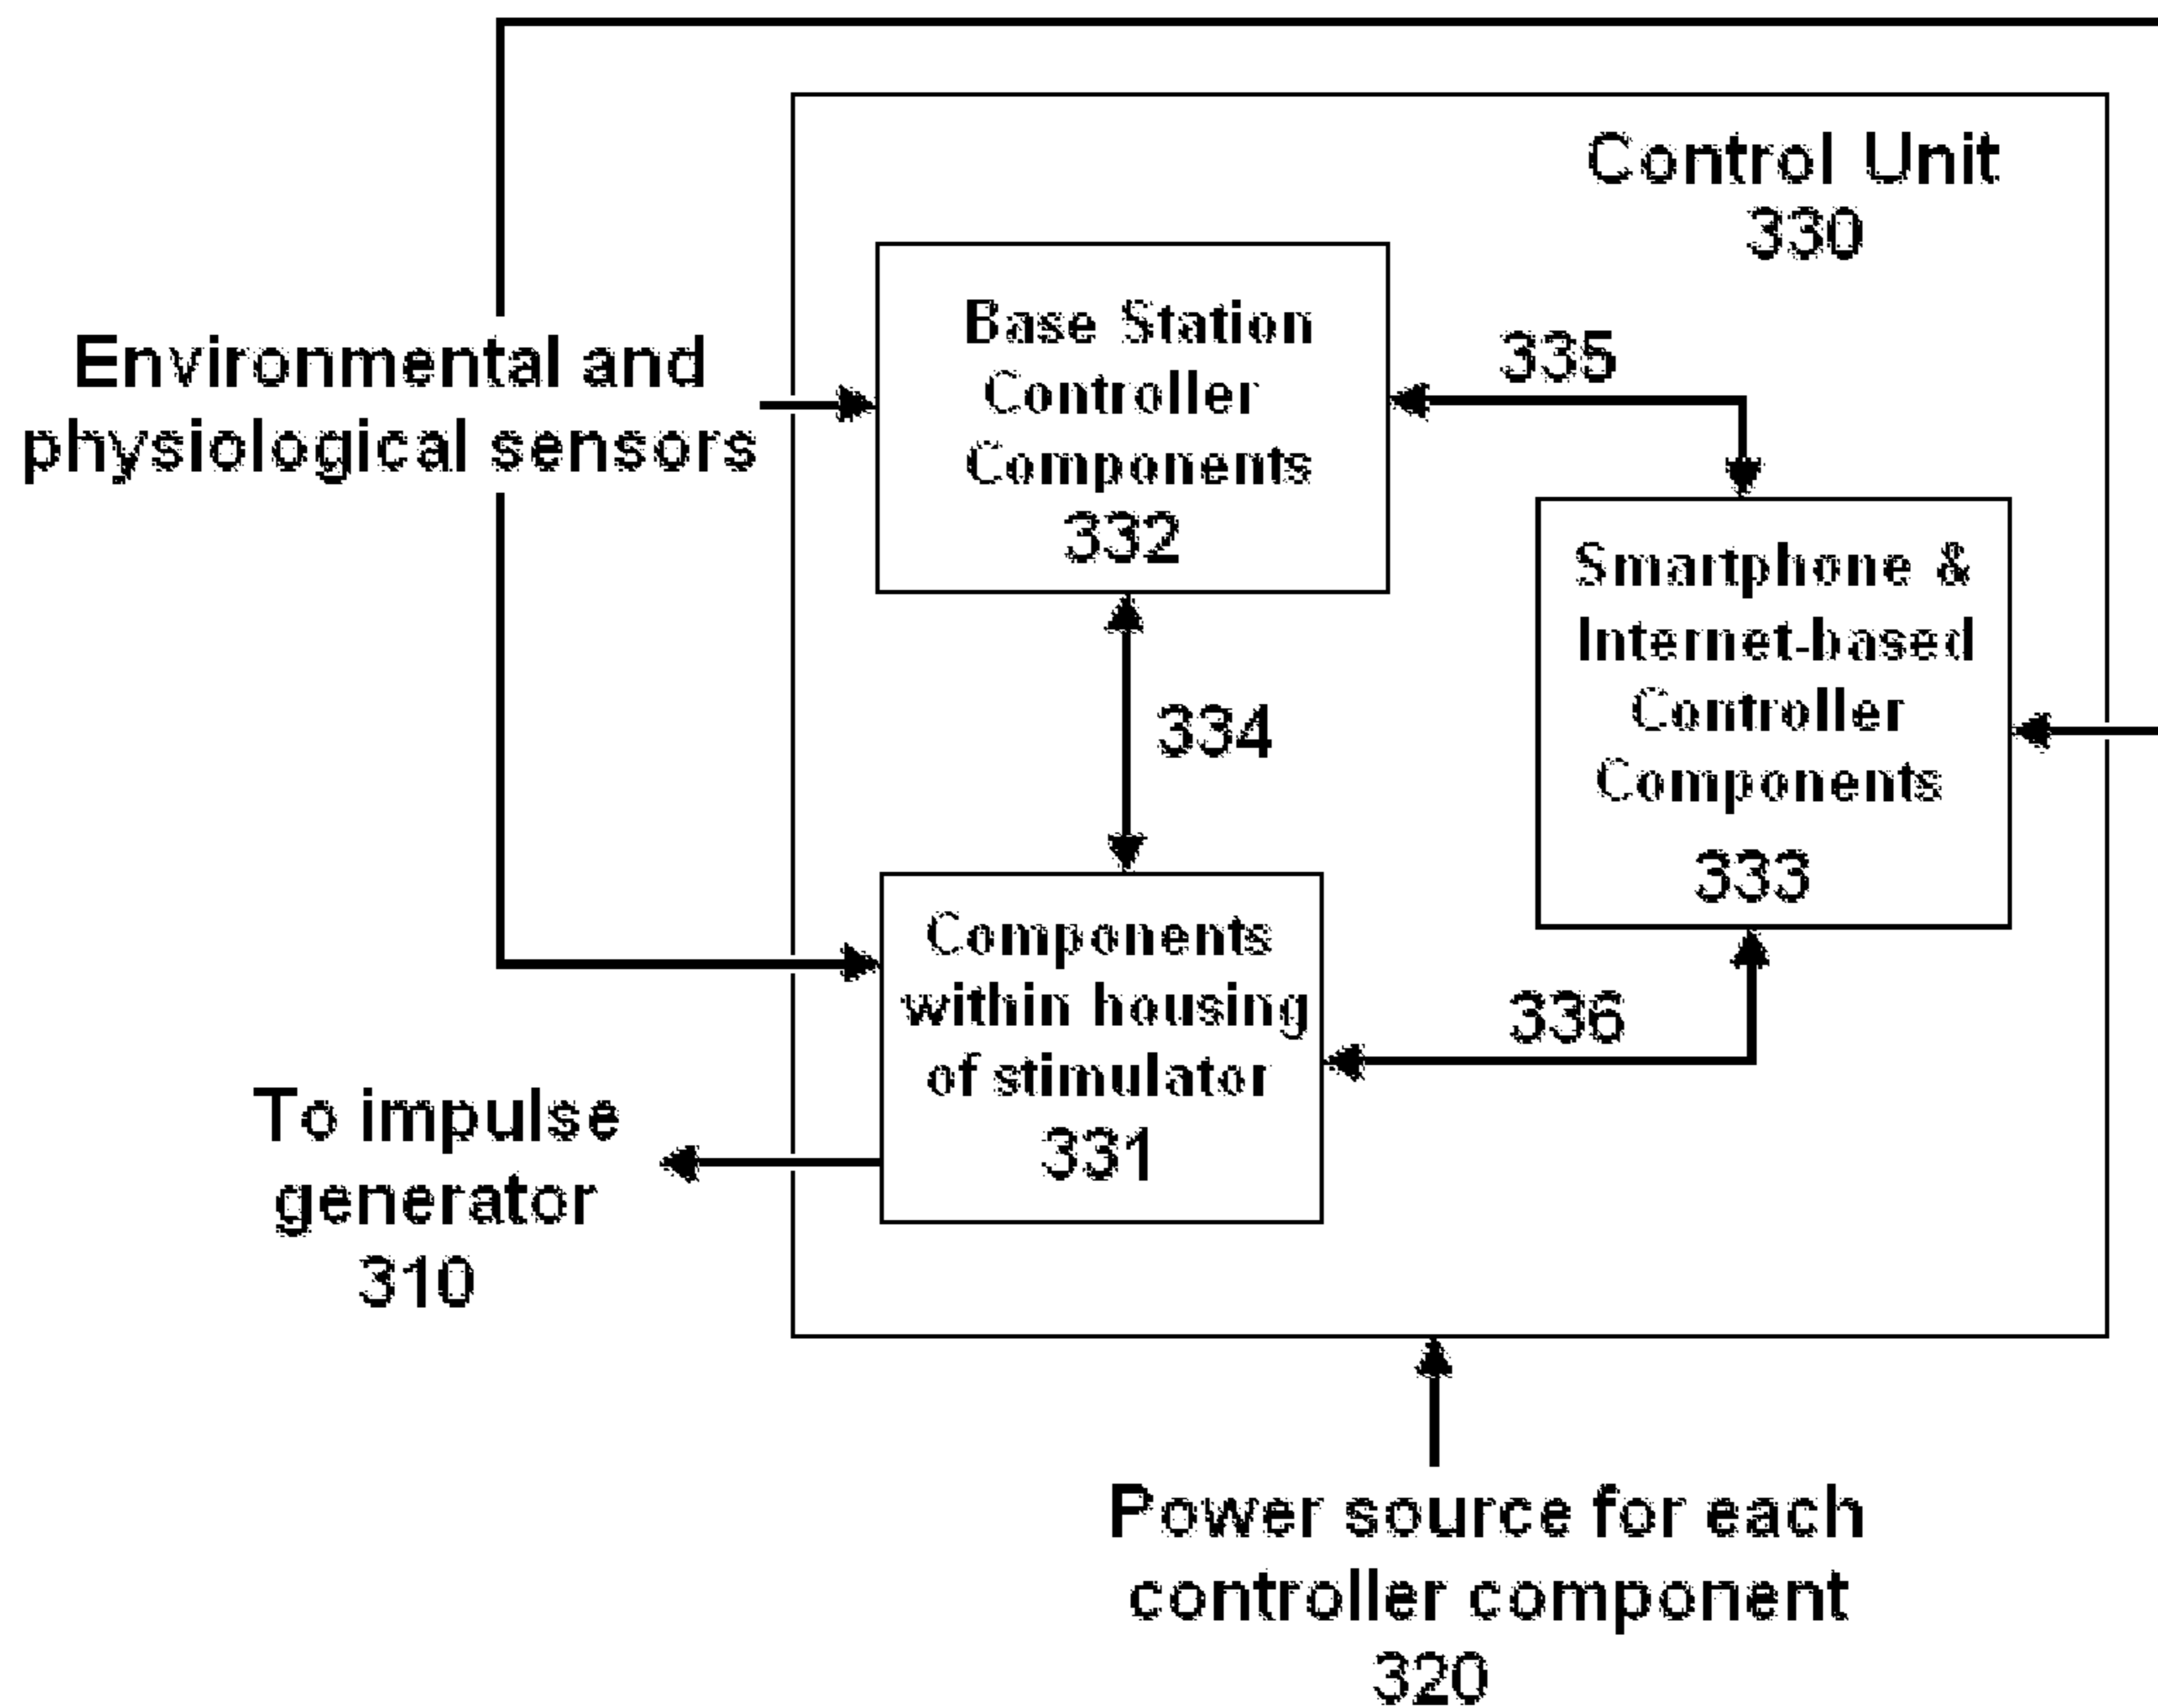 Control Unit
330
Environmental and
physiological sensors
Base Station
Controller
Components
332
335
Smartphone &
Internet-based
Controller
Components
333
334
Components
within housing
of stimulator
331
336
To impulse
generator
310
Power source for each
controller component
320